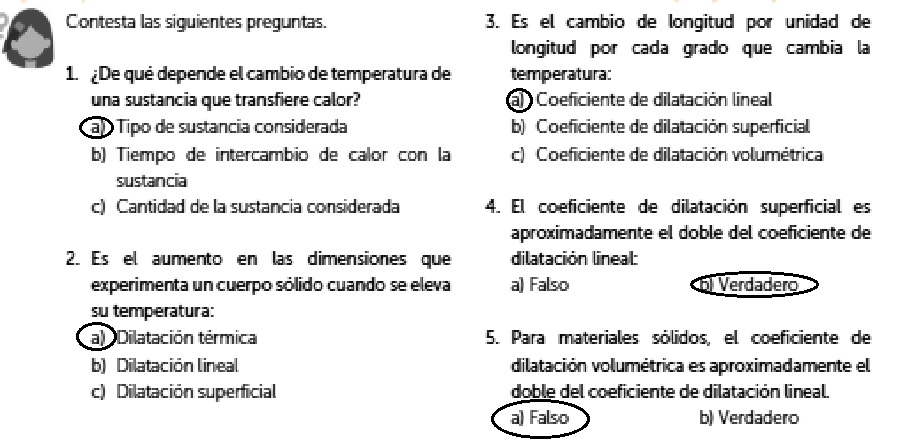 Contesta las siguientes preguntas.
1. ¿De qué depende el cambio de temperatura de
una sustancia que transfiere calor?
a) Tipo de sustancia considerada
b) Tiempo de intercambio de calor con la
sustancia
c) Cantidad de la sustancia considerada
2. Es el aumento en las dimensiones que
experimenta un cuerpo sólido cuando se eleva
su temperatura:
a) Dilatación térmica
b) Dilatación lineal
c) Dilatación superficial
3. Es el cambio de longitud por unidad de
longitud por cada grado que cambia la
temperatura:
a) Coeficiente de dilatación lineal
b) Coeficiente de dilatación superficial
c) Coeficiente de dilatación volumétrica
4. El coeficiente de dilatación superficial es
aproximadamente el doble del coeficiente de
dilatación lineal:
a) Falso b) Verdadero
5. Para materiales sólidos, el coeficiente de
dilatación volumétrica es aproximadamente el
doble del coeficiente de dilatación lineal.
a) Falso b) Verdadero